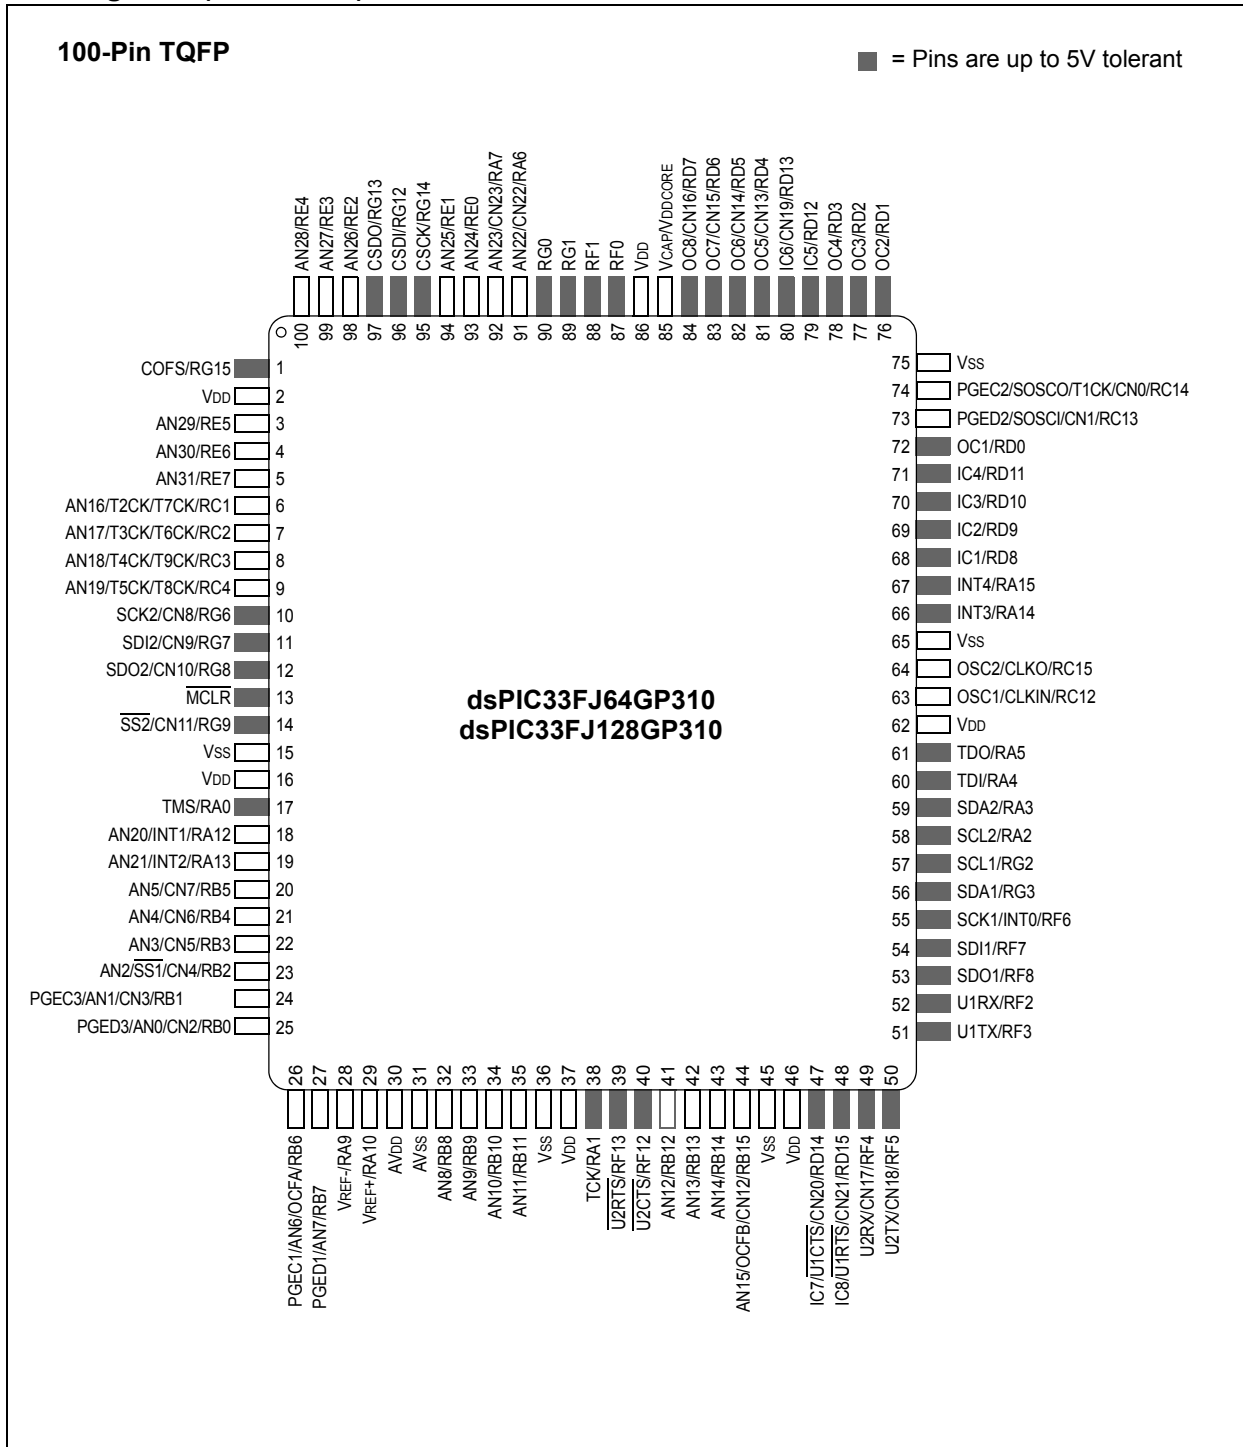 100-Pin TQFP
= Pins are up to 5V tolerant
AN28/RE4
AN27/RE3
AN26/RE2
CSDO/RG13
CSDI/RG12
CSCK/RG14
AN25/RE1
AN24/RE0
AN23/CN23/RA7
AN22/CN22/RA6
RG0
RG1
RF1
RF0
VDD
VCAP/VDDCORE
OC8/CN16/RD7
OC7/CN15/RD6
OC6/CN14/RD5
OC5/CN13/RD4
IC6/CN19/RD13
IC5/RD12
OC4/RD3
OC3/RD2
OC2/RD1
100 99 98 97 96 95 94 93 92 91 90 89 88 87 86 85 84 83 82 81 80 79 78 77 76
COFS/RG15 1
VDD 2
AN29/RE5 3
AN30/RE6 4
AN31/RE7 5
AN16/T2CK/T7CK/RC1 6
AN17/T3CK/T6CK/RC2 7
AN18/T4CK/T9CK/RC3 8
AN19/T5CK/T8CK/RC4 9
SCK2/CN8/RG6 10
SDI2/CN9/RG7 11
SDO2/CN10/RG8 12
MCLR 13
SS2/CN11/RG9 14
VSS 15
VDD 16
TMS/RA0 17
AN20/INT1/RA12 18
AN21/INT2/RA13 19
AN5/CN7/RB5 20
AN4/CN6/RB4 21
AN3/CN5/RB3 22
AN2/SS1/CN4/RB2 23
PGEC3/AN1/CN3/RB1 24
PGED3/AN0/CN2/RB0 25
dsPIC33FJ64GP310
dsPIC33FJ128GP310
75 VSS
74 PGEC2/SOSCO/T1CK/CN0/RC14
73 PGED2/SOSCI/CN1/RC13
72 OC1/RD0
71 IC4/RD11
70 IC3/RD10
69 IC2/RD9
68 IC1/RD8
67 INT4/RA15
66 INT3/RA14
65 VSS
64 OSC2/CLKO/RC15
63 OSC1/CLKIN/RC12
62 VDD
61 TDO/RA5
60 TDI/RA4
59 SDA2/RA3
58 SCL2/RA2
57 SCL1/RG2
56 SDA1/RG3
55 SCK1/INT0/RF6
54 SDI1/RF7
53 SDO1/RF8
52 U1RX/RF2
51 U1TX/RF3
26 27 28 29 30 31 32 33 34 35 36 37 38 39 40 41 42 43 44 45 46 47 48 49 50
PGEC1/AN6/OCFA/RB6
PGED1/AN7/RB7
VREF-/RA9
VREF+/RA10
AVDD
AVSS
AN8/RB8
AN9/RB9
AN10/RB10
AN11/RB11
VSS
VDD
TCK/RA1
U2RTS/RF13
U2CTS/RF12
AN12/RB12
AN13/RB13
AN14/RB14
AN15/OCFB/CN12/RB15
VSS
VDD
IC7/U1CTS/CN20/RD14
IC8/U1RTS/CN21/RD15
U2RX/CN17/RF4
U2TX/CN18/RF5